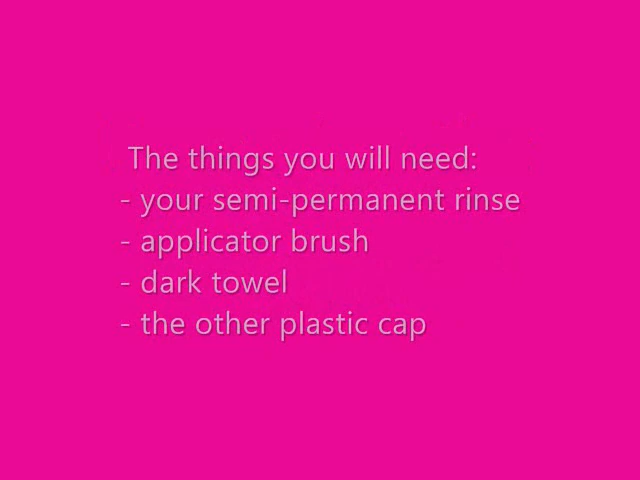 The things you will need:
- your semi-permanent rinse
- applicator brush
- dark towel
- the other plastic cap